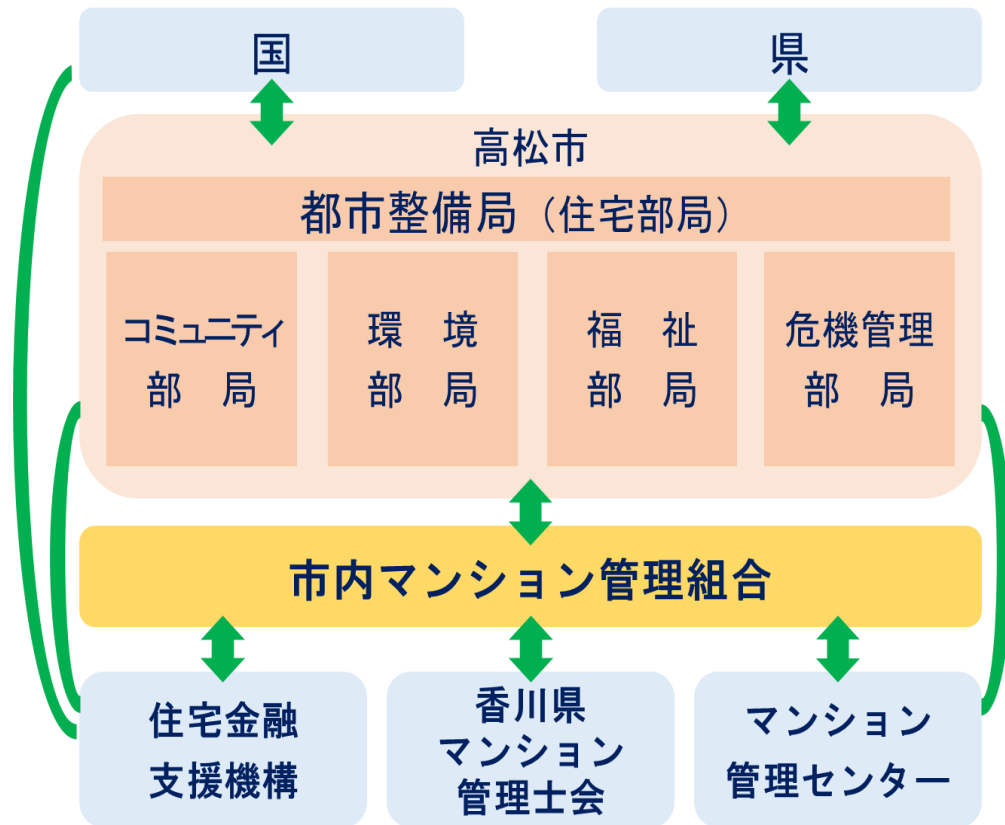 国
県
高松市
都市整備局（住宅部局）
コミュニティ
部　局
環　境
部　局
福　祉
部　局
危機管理
部　局
市内マンション管理組合
住宅金融
支援機構
香川県
マンション
管理士会
マンション
管理センター